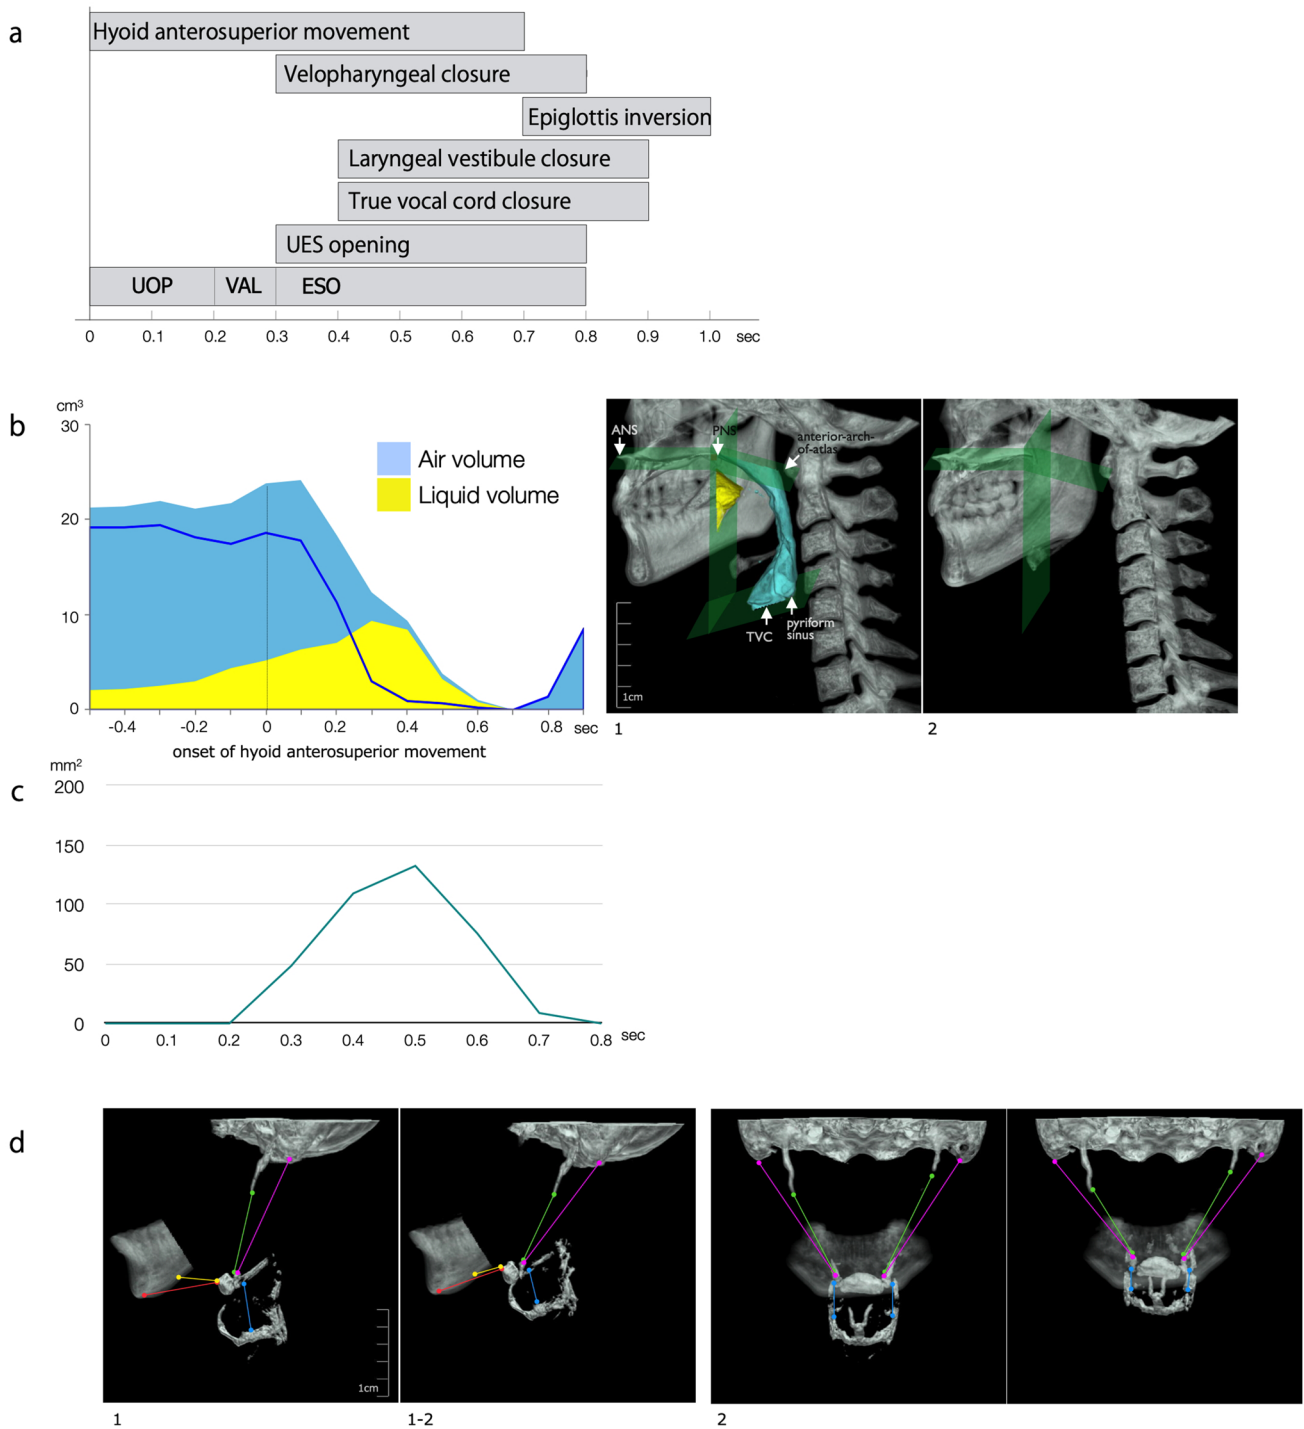 a
Hyoid anterosuperior movement
Velopharyngeal closure
Epiglottis inversion
Laryngeal vestibule closure
True vocal cord closure
UES opening
UOP VAL ESO
0 0.1 0.2 0.3 0.4 0.5 0.6 0.7 0.8 0.9 1.0 sec
b
cm³
30
20
10
0
Air volume
Liquid volume
-0.4 -0.2 0 0.2 0.4 0.6 0.8 sec
onset of hyoid anterosuperior movement
ANS
PNS
anterior-arch-
of-atlas
TVC
pyriform
sinus
1cm
1
2
c
mm²
200
150
100
50
0
0 0.1 0.2 0.3 0.4 0.5 0.6 0.7 0.8 sec
d
1cm
1
1-2
2